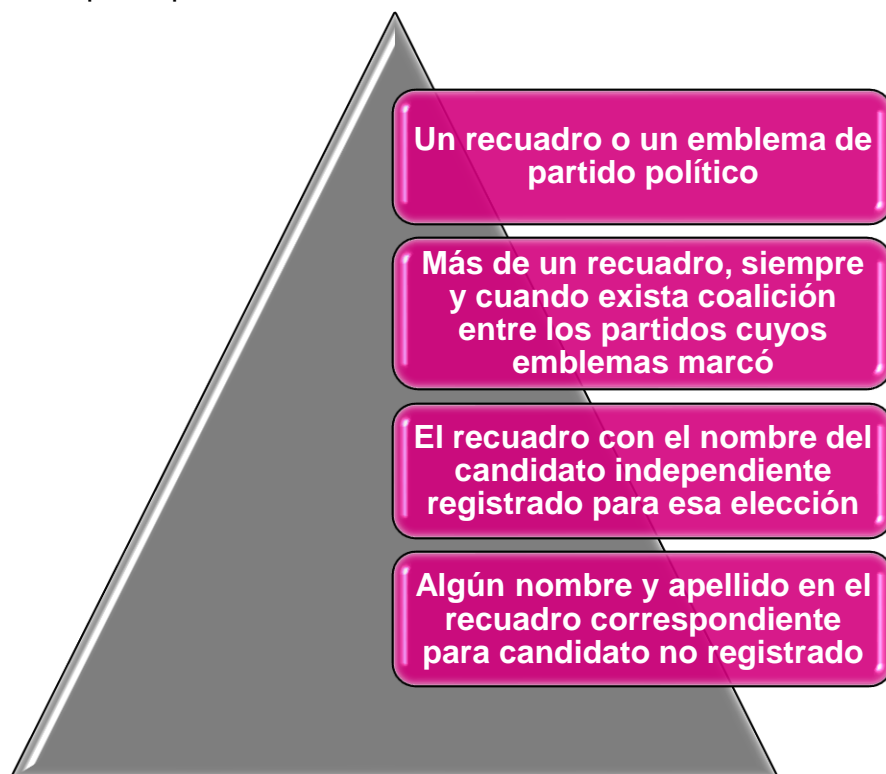 Un recuadro o un emblema de
partido político
Más de un recuadro, siempre
y cuando exista coalición
entre los partidos cuyos
emblemas marcó
El recuadro con el nombre del
candidato independiente
registrado para esa elección
Algún nombre y apellido en el
recuadro correspondiente
para candidato no registrado